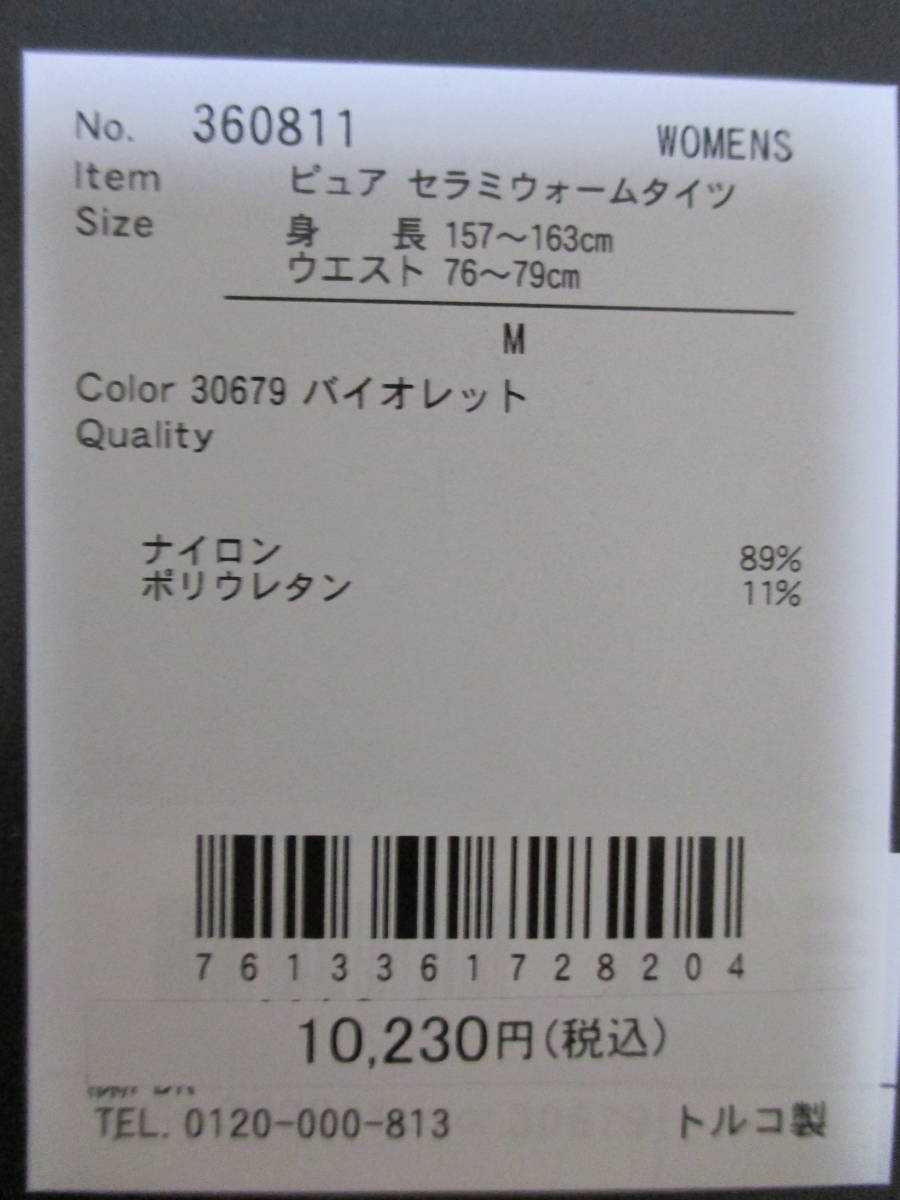 No. 360811 WOMENS
Item ピュア セラミウォームタイツ
Size 身 長 157～163cm
ウエスト 76～79cm
M
Color 30679 バイオレット
Quality
ナイロン 89%
ポリウレタン 11%
7613361728204
10,230円(税込)
TEL. 0120-000-813 トルコ製